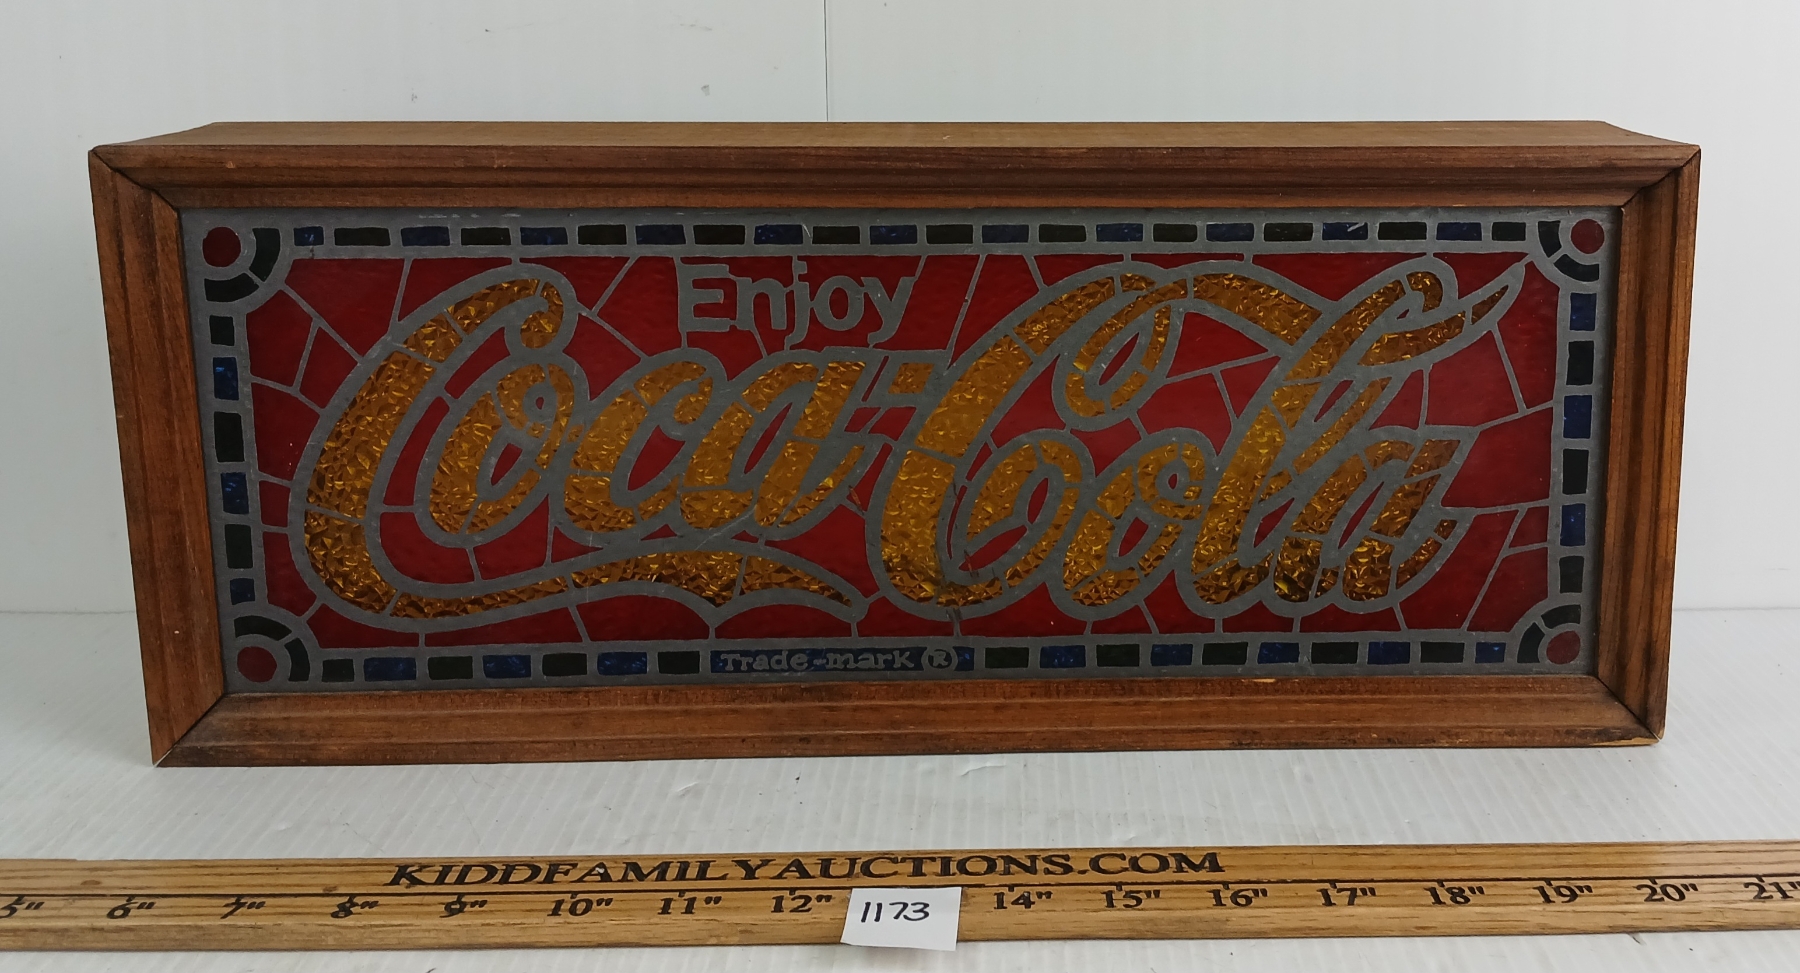 Enjoy
Coca-Cola
Trade-mark ®
KIDDFAMILYAUCTIONS.COM
5" 6" 7" 8" 9" 10" 11" 12" 14" 15" 16" 17" 18" 19" 20" 21"
1173